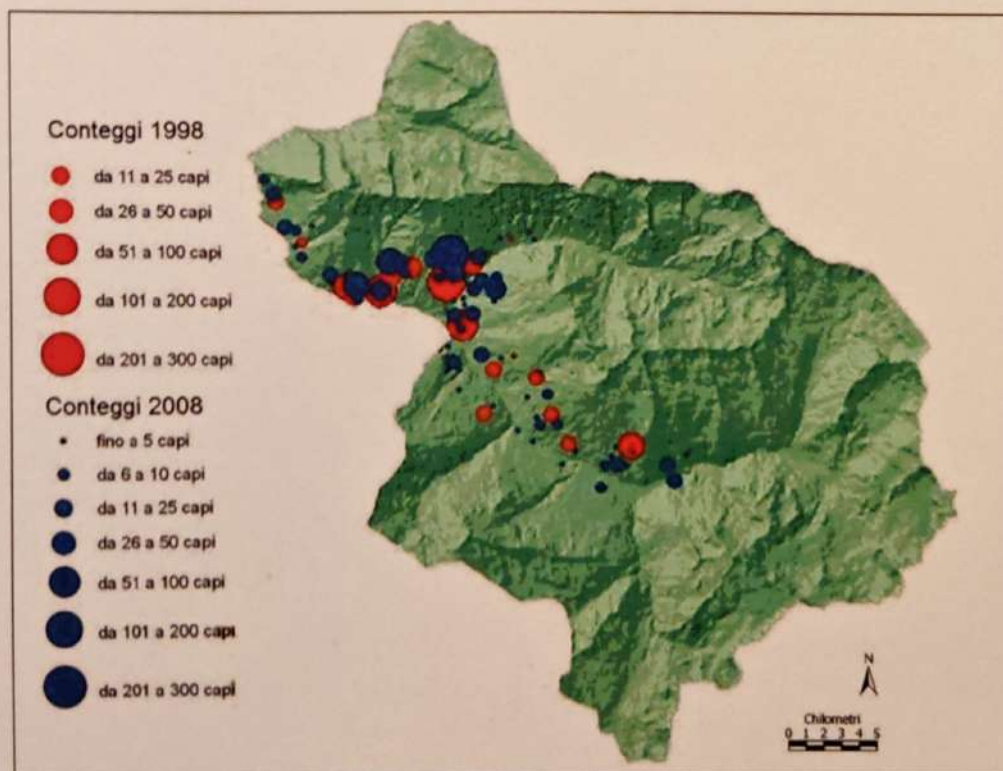 Conteggi 1998
da 11 a 25 capi
da 26 a 50 capi
da 51 a 100 capi
da 101 a 200 capi
da 201 a 300 capi
Conteggi 2008
fino a 5 capi
da 6 a 10 capi
da 11 a 25 capi
da 26 a 50 capi
da 51 a 100 capi
da 101 a 200 capi
da 201 a 300 capi
N
Chilometri
0 1 2 3 4 5